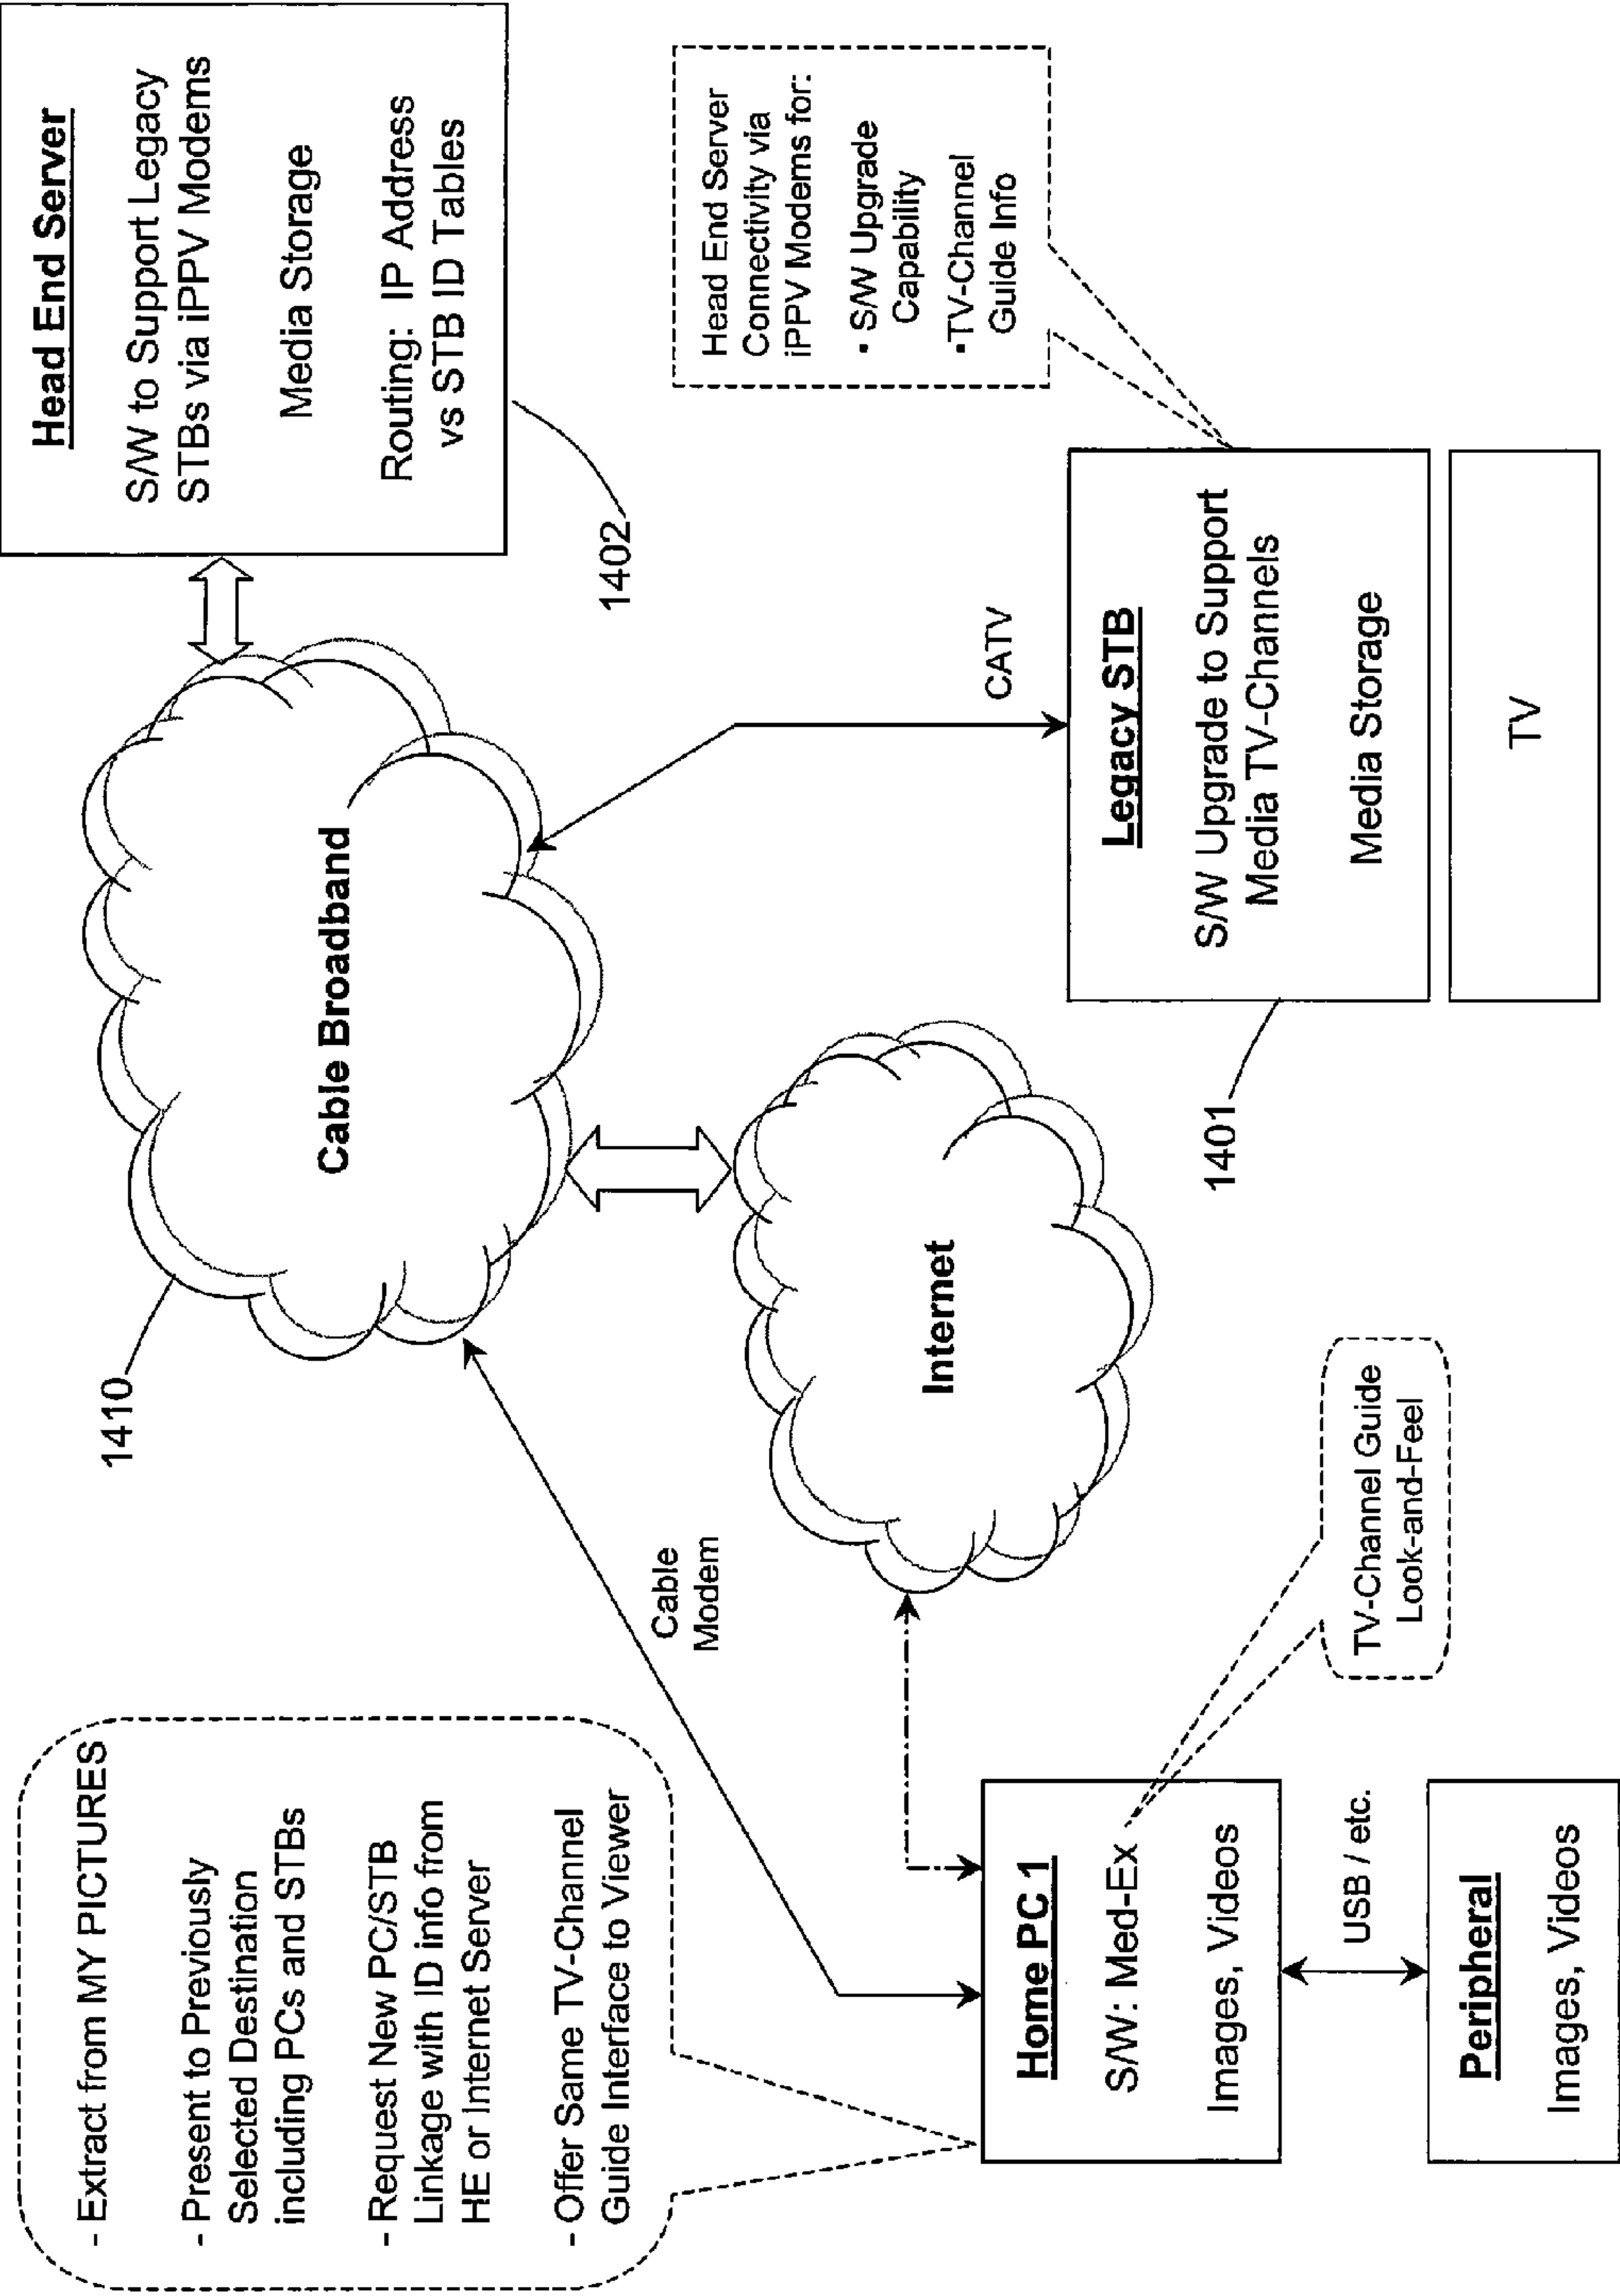 - Extract from MY PICTURES
- Present to Previously
Selected Destination
including PCs and STBs
- Request New PC/STB
Linkage with ID info from
HE or Internet Server
- Offer Same TV-Channel
Guide Interface to Viewer
1410
Cable Broadband
Head End Server
S/W to Support Legacy
STBs via iPPV Modems
Media Storage
Routing: IP Address
vs STB ID Tables
1402
Cable
Modem
Internet
CATV
Head End Server
Connectivity via
iPPV Modems for:
• S/W Upgrade
Capability
•TV-Channel
Guide Info
Home PC 1
S/W: Med-Ex
Images, Videos
TV-Channel Guide
Look-and-Feel
1401
Legacy STB
S/W Upgrade to Support
Media TV-Channels
Media Storage
USB / etc.
Peripheral
Images, Videos
TV